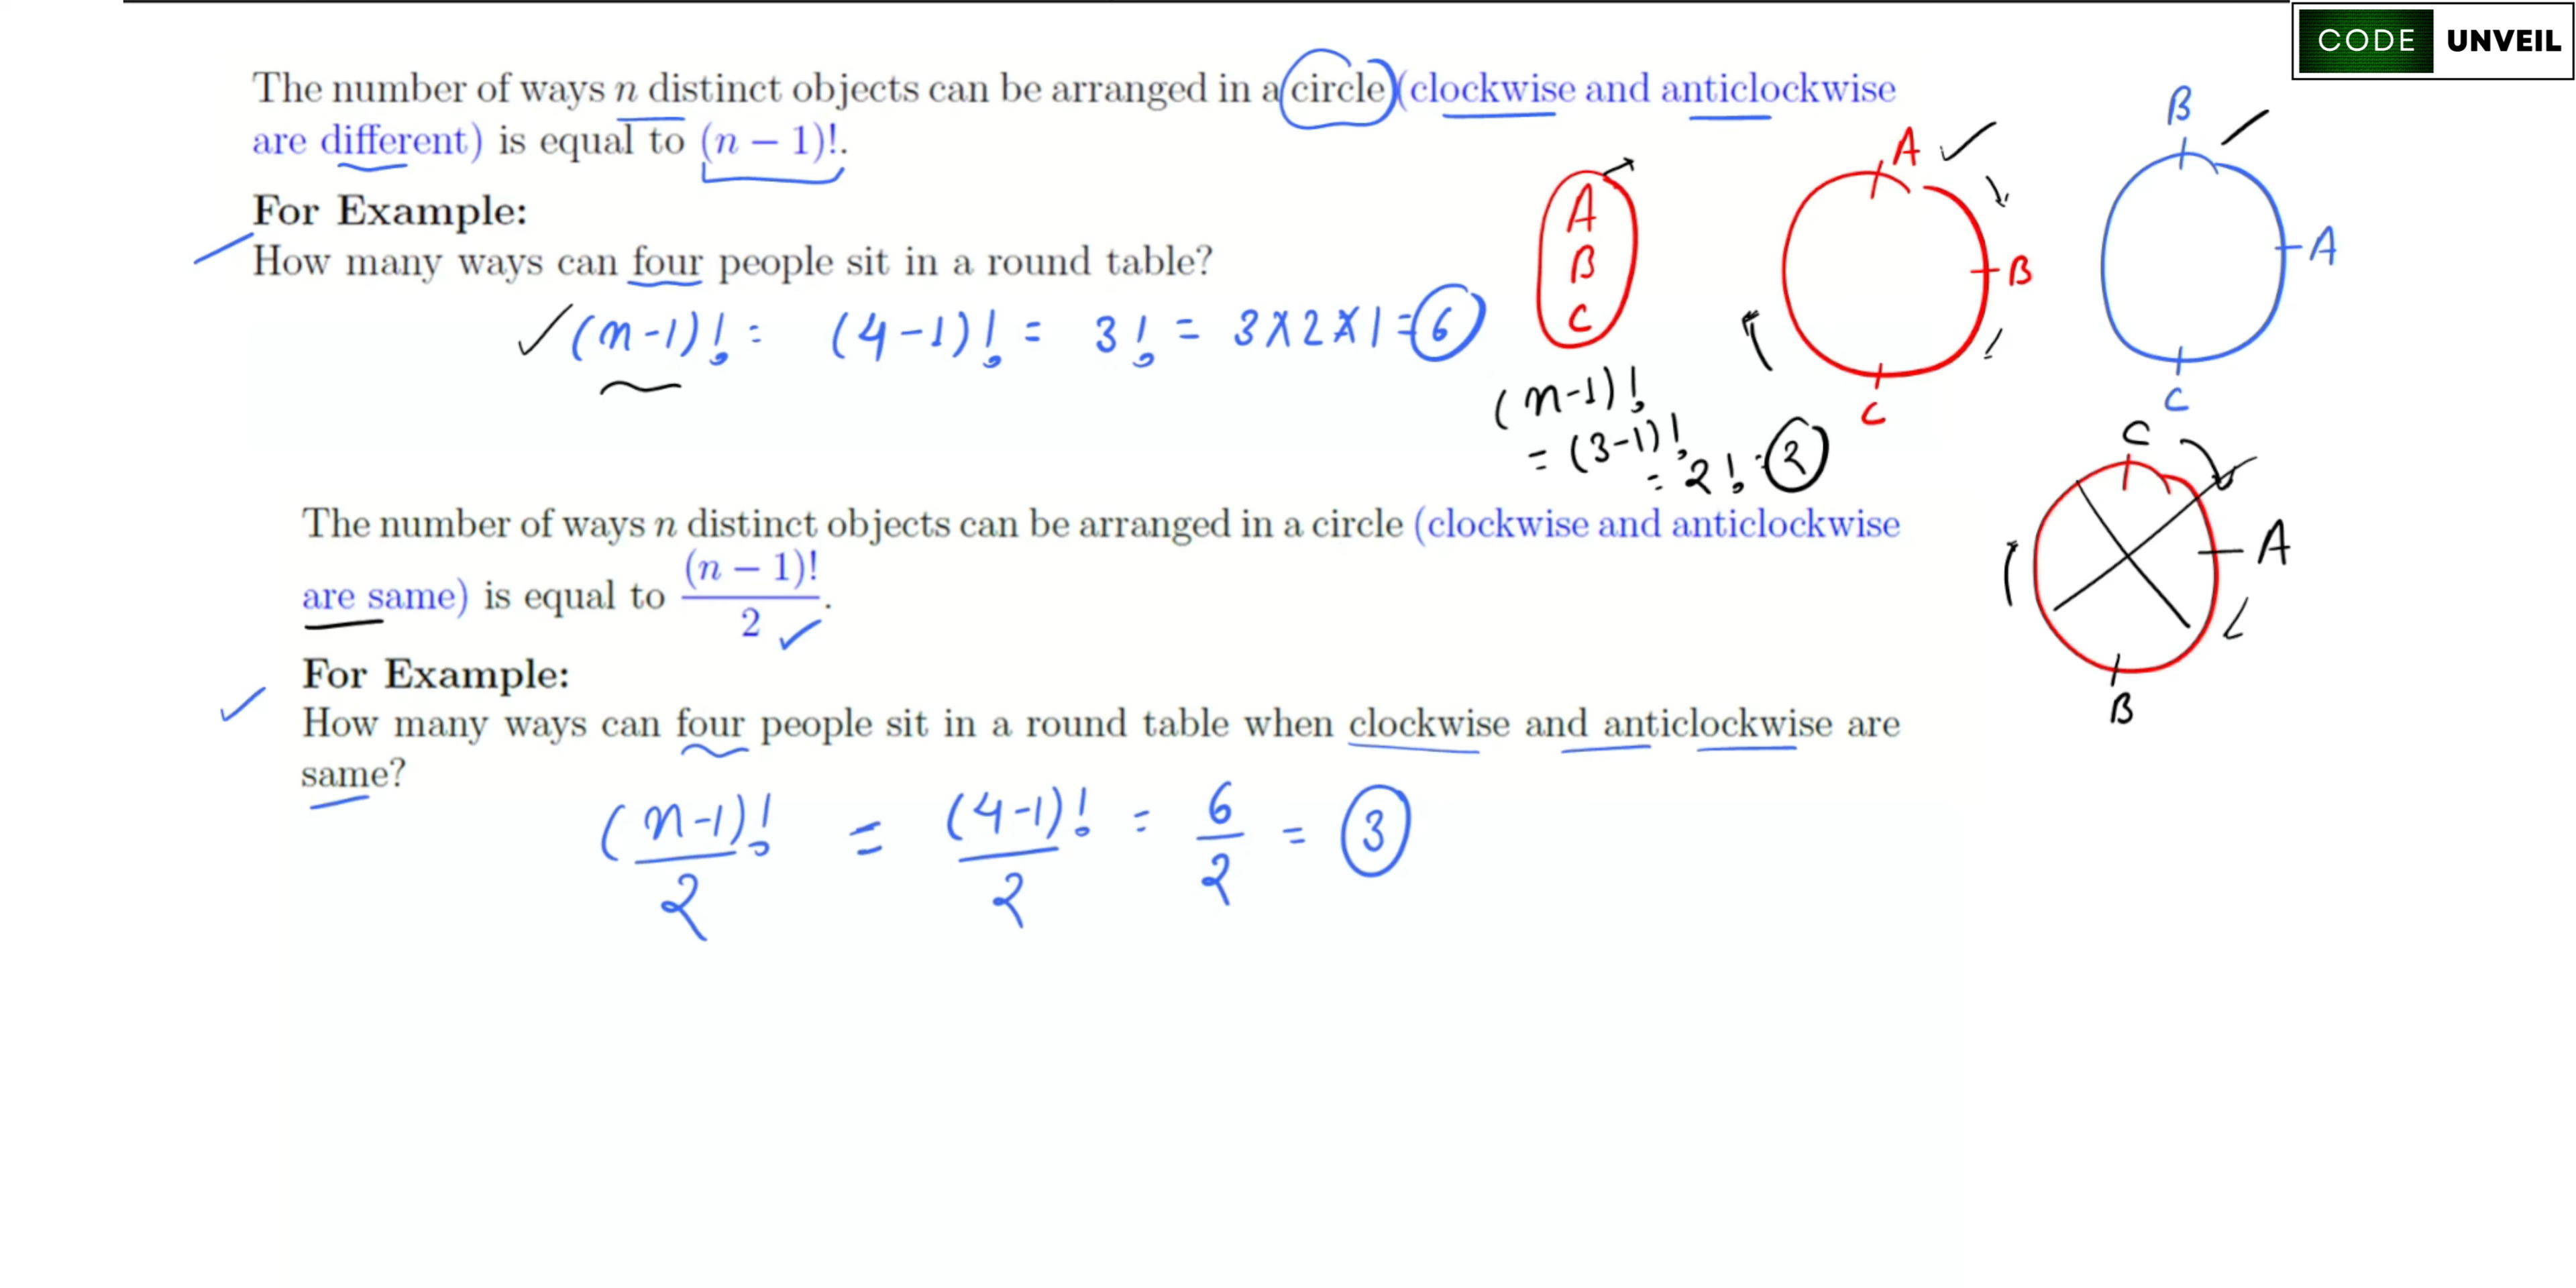 CODE UNVEIL
The number of ways n distinct objects can be arranged in a circle (clockwise and anticlockwise
are different) is equal to (n − 1)!.
For Example:
How many ways can four people sit in a round table?
(n-1)! = (4-1)! = 3! = 3×2×1 = 6
A
B
C
(n-1)!
= (3-1)!
= 2! = 2
A
B
C
B
A
C
C
A
B
The number of ways n distinct objects can be arranged in a circle (clockwise and anticlockwise
are same) is equal to (n − 1)!/2.
For Example:
How many ways can four people sit in a round table when clockwise and anticlockwise are
same?
(n-1)!/2 = (4-1)!/2 = 6/2 = 3